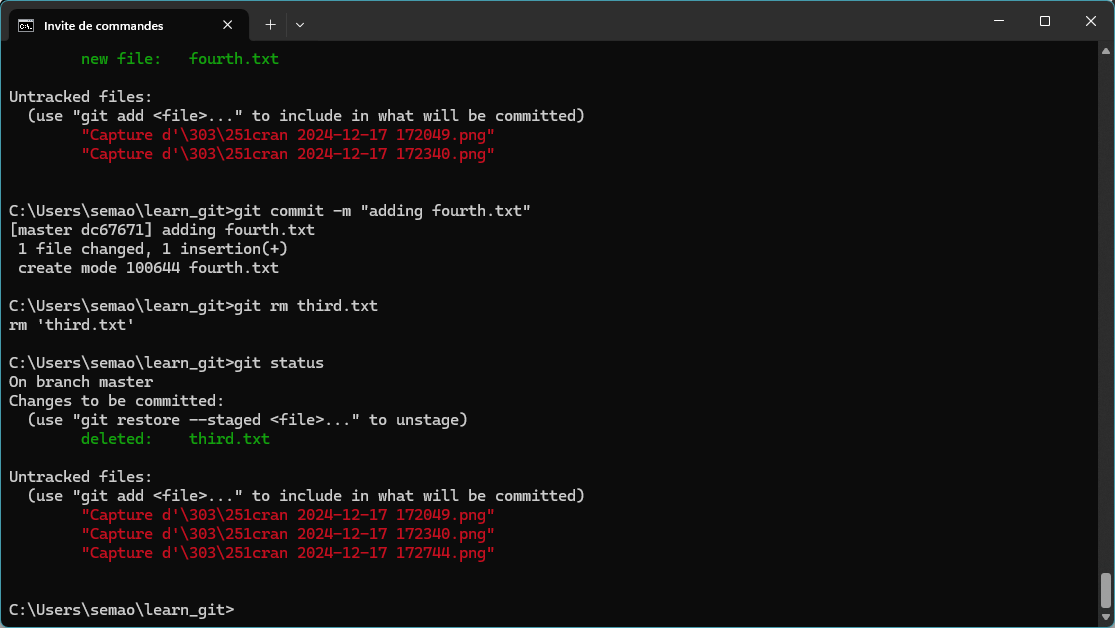 Invite de commandes
new file:   fourth.txt
Untracked files:
(use "git add <file>..." to include in what will be committed)
"Capture d'\303\251cran 2024-12-17 172049.png"
"Capture d'\303\251cran 2024-12-17 172340.png"
C:\Users\semao\learn_git>git commit -m "adding fourth.txt"
[master dc67671] adding fourth.txt
1 file changed, 1 insertion(+)
create mode 100644 fourth.txt
C:\Users\semao\learn_git>git rm third.txt
rm 'third.txt'
C:\Users\semao\learn_git>git status
On branch master
Changes to be committed:
(use "git restore --staged <file>..." to unstage)
deleted:    third.txt
Untracked files:
(use "git add <file>..." to include in what will be committed)
"Capture d'\303\251cran 2024-12-17 172049.png"
"Capture d'\303\251cran 2024-12-17 172340.png"
"Capture d'\303\251cran 2024-12-17 172744.png"
C:\Users\semao\learn_git>